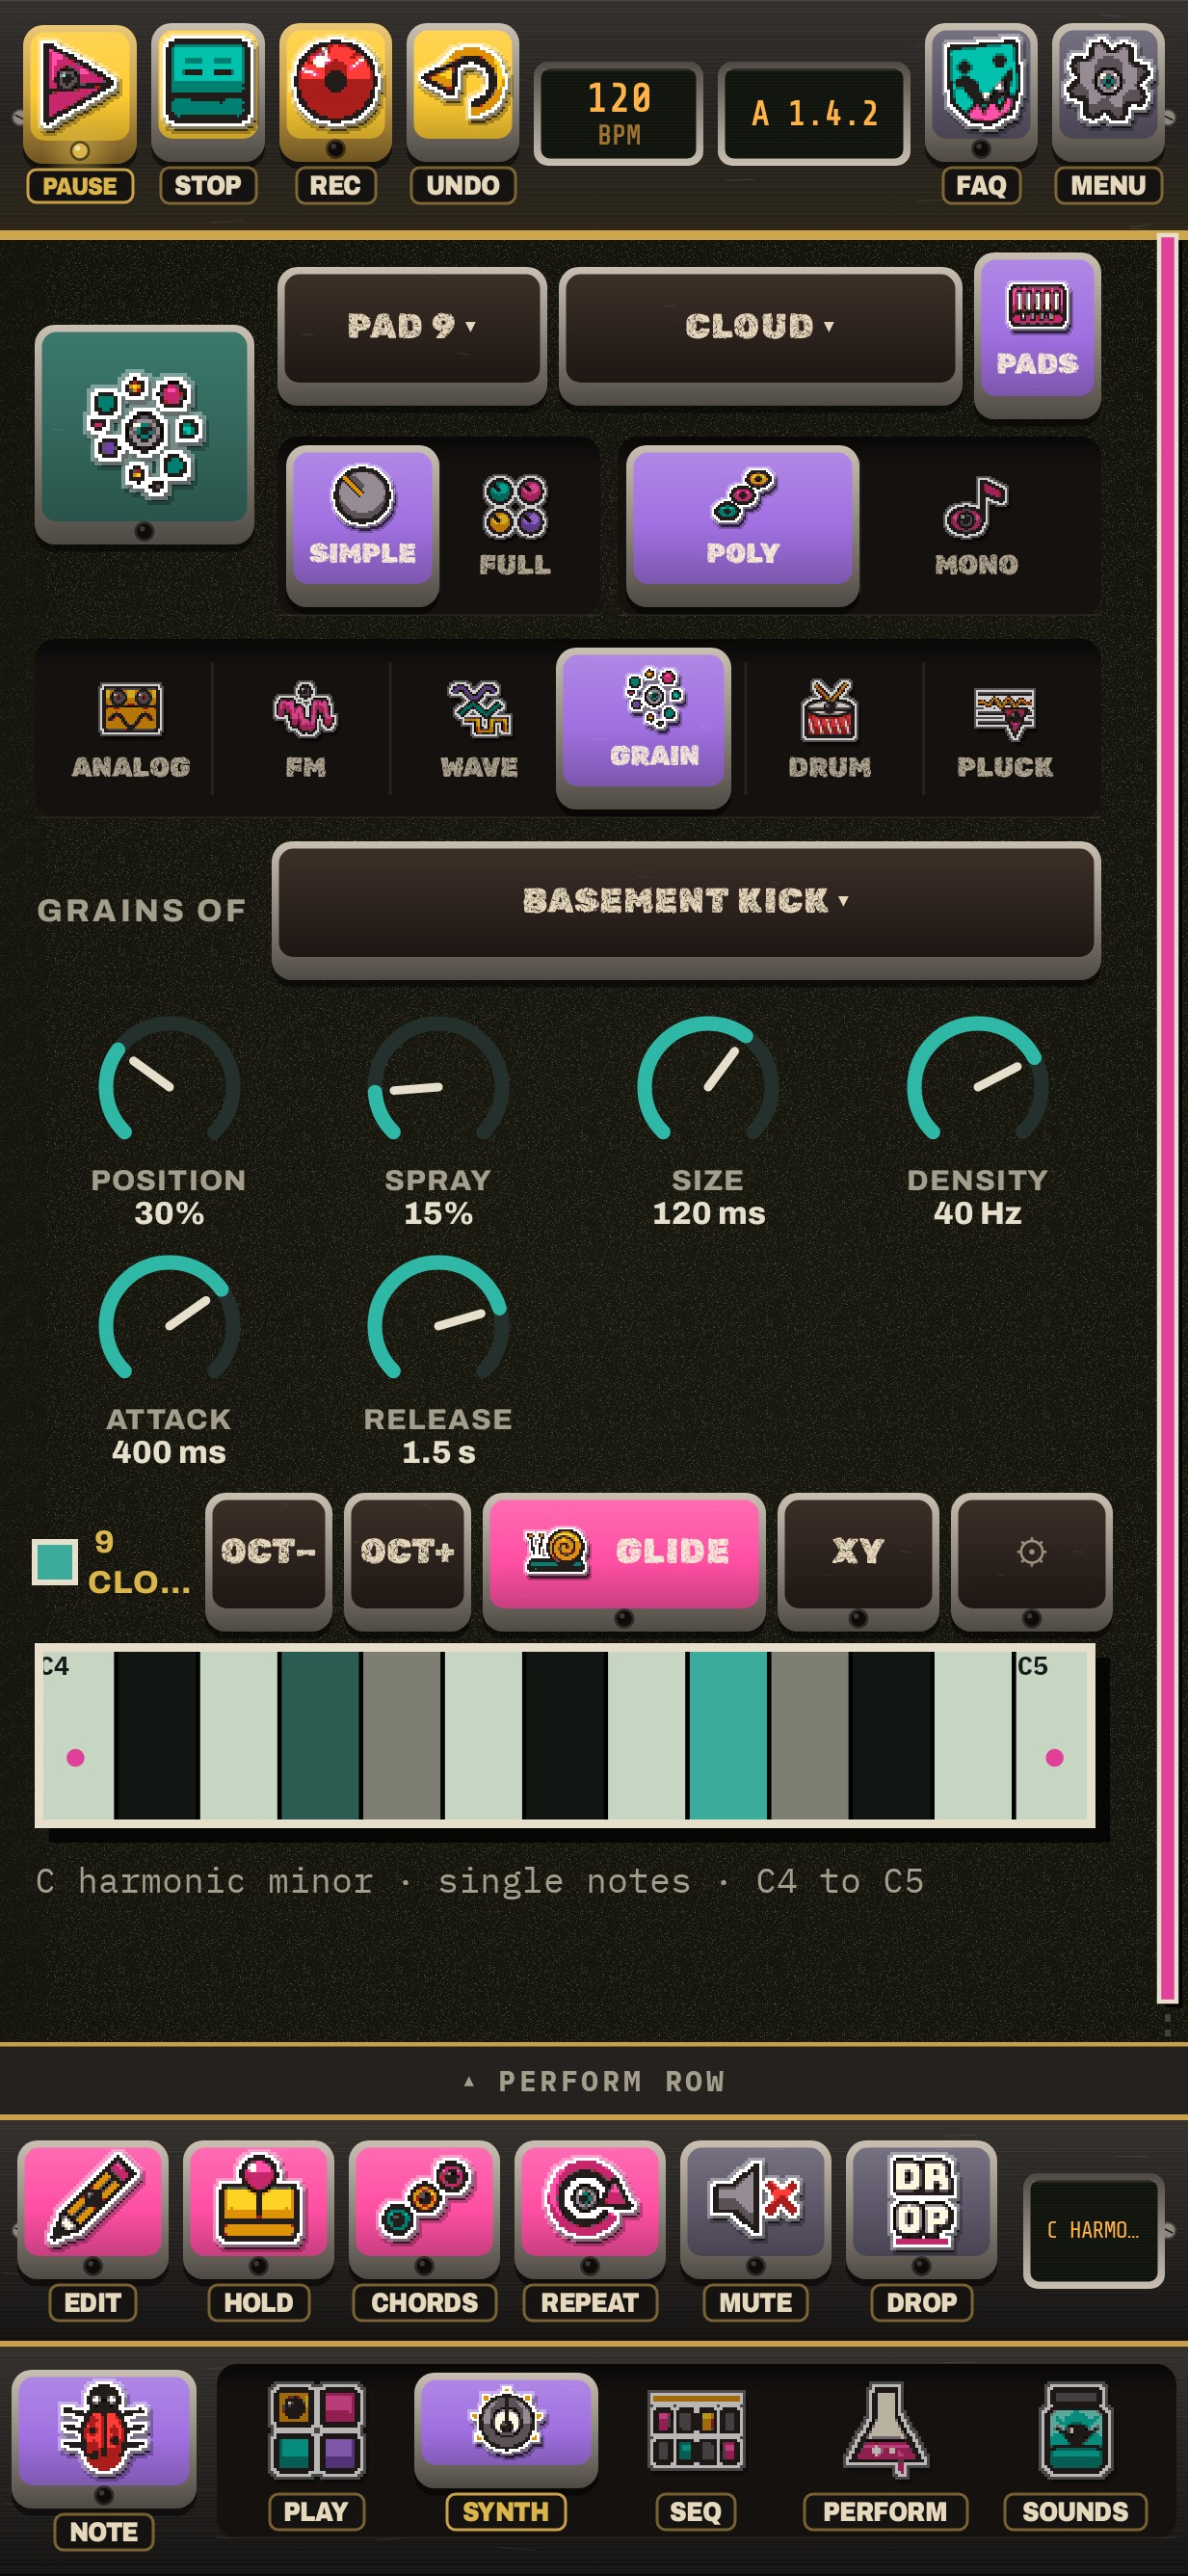 120
BPM
A 1.4.2
PAUSE
STOP
REC
UNDO
FAQ
MENU
PAD 9 ▾
CLOUD ▾
PADS
SIMPLE
FULL
POLY
MONO
ANALOG
FM
WAVE
GRAIN
DRUM
PLUCK
GRAINS OF
BASEMENT KICK ▾
POSITION
30%
SPRAY
15%
SIZE
120 ms
DENSITY
40 Hz
ATTACK
400 ms
RELEASE
1.5 s
9
CLO...
OCT-
OCT+
GLIDE
XY
C4
C5
C harmonic minor · single notes · C4 to C5
▴ PERFORM ROW
DR
OP
C HARMO…
EDIT
HOLD
CHORDS
REPEAT
MUTE
DROP
NOTE
PLAY
SYNTH
SEQ
PERFORM
SOUNDS